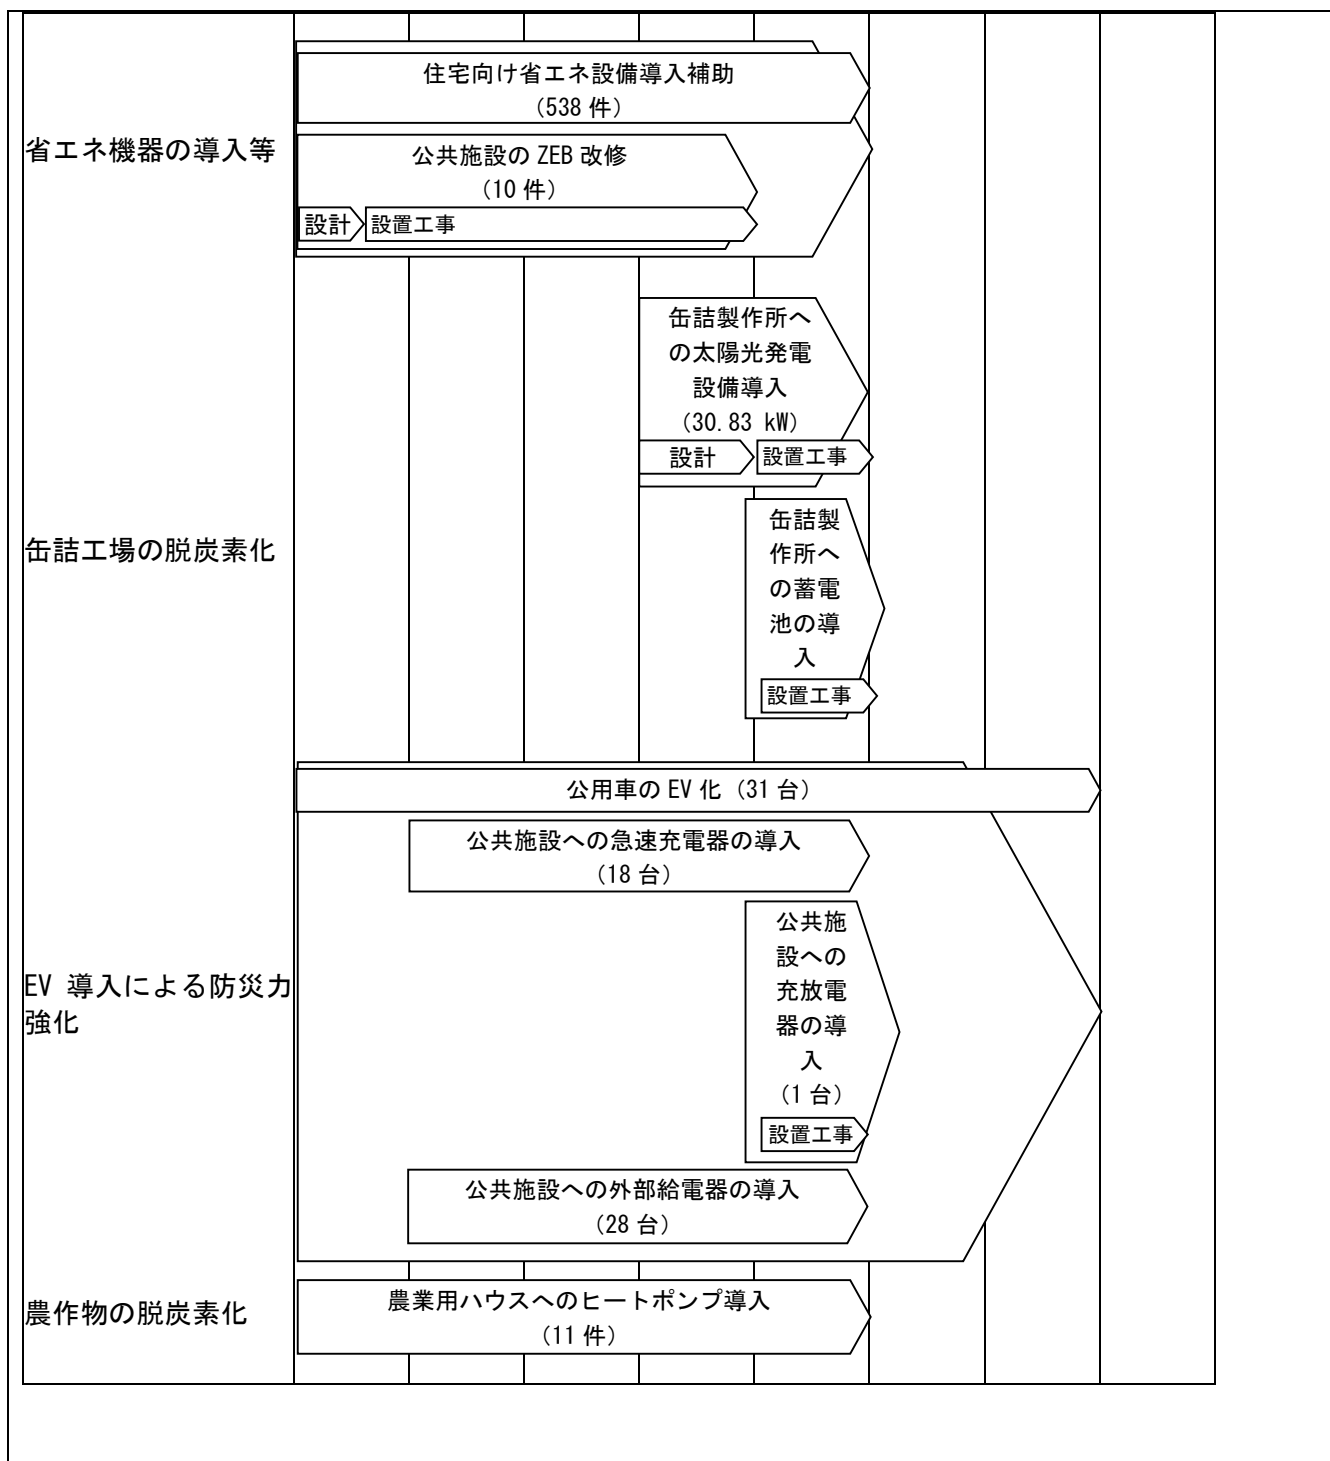 省エネ機器の導入等
住宅向け省エネ設備導入補助
（538 件）
公共施設の ZEB 改修
（10 件）
設計
設置工事
缶詰工場の脱炭素化
缶詰製作所へ
の太陽光発電
設備導入
（30.83 kW）
設計
設置工事
缶詰製
作所へ
の蓄電
池の導
入
設置工事
EV 導入による防災力
強化
公用車の EV 化（31 台）
公共施設への急速充電器の導入
（18 台）
公共施
設への
充放電
器の導
入
（1 台）
設置工事
公共施設への外部給電器の導入
（28 台）
農作物の脱炭素化
農業用ハウスへのヒートポンプ導入
（11 件）